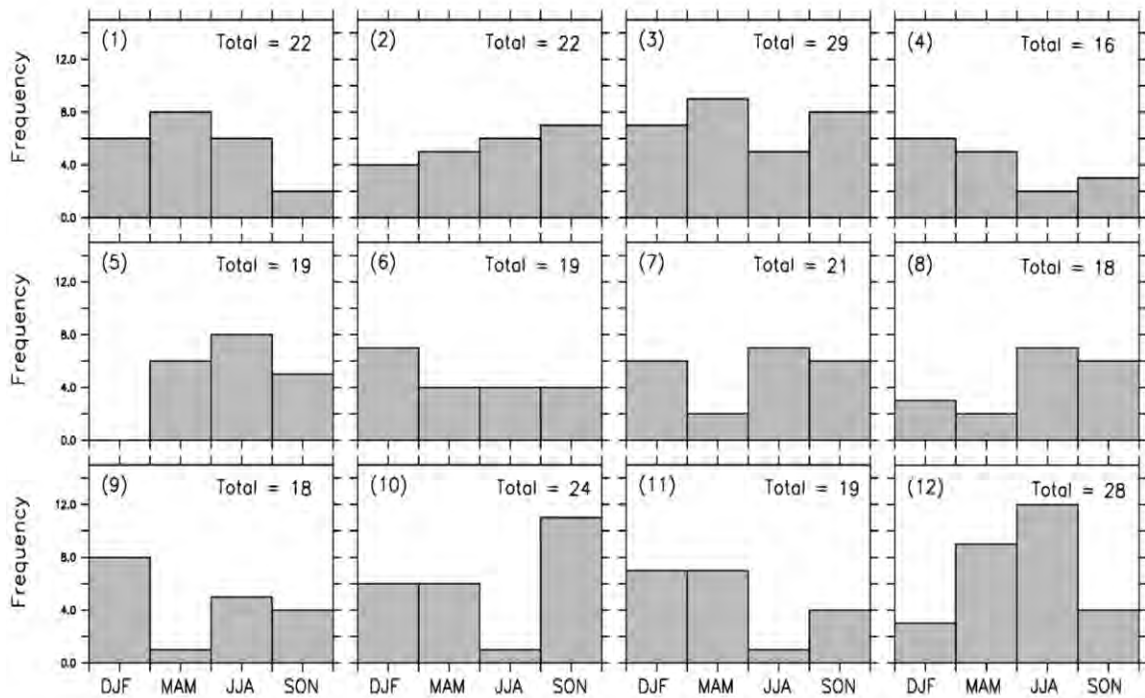 (1) Total = 22
(2) Total = 22
(3) Total = 29
(4) Total = 16
Frequency
12.0
8.0
4.0
0.0
(5) Total = 19
(6) Total = 19
(7) Total = 21
(8) Total = 18
Frequency
12.0
8.0
4.0
0.0
(9) Total = 18
(10) Total = 24
(11) Total = 19
(12) Total = 28
Frequency
12.0
8.0
4.0
0.0
DJF MAM JJA SON
DJF MAM JJA SON
DJF MAM JJA SON
DJF MAM JJA SON